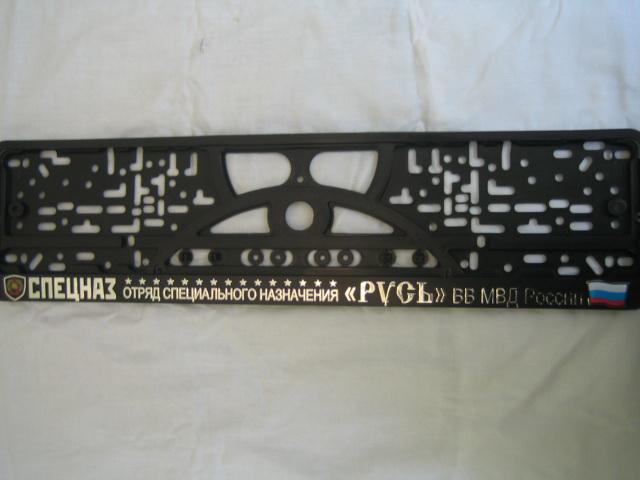 СПЕЦНАЗ ОТРЯД СПЕЦИАЛЬНОГО НАЗНАЧЕНИЯ «РУСЬ» ВВ МВД России